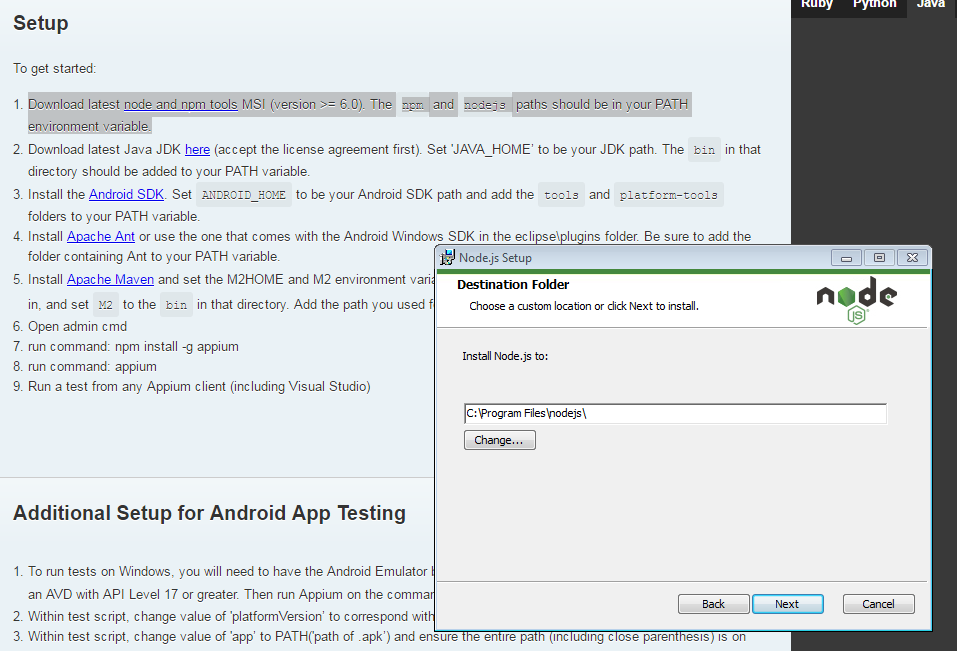 Ruby Python Java
Setup
To get started:
1. Download latest node and npm tools MSI (version >= 6.0). The npm and nodejs paths should be in your PATH
environment variable.
2. Download latest Java JDK here (accept the license agreement first). Set 'JAVA_HOME' to be your JDK path. The bin in that
directory should be added to your PATH variable.
3. Install the Android SDK. Set ANDROID_HOME to be your Android SDK path and add the tools and platform-tools
folders to your PATH variable.
4. Install Apache Ant or use the one that comes with the Android Windows SDK in the eclipse\plugins folder. Be sure to add the
folder containing Ant to your PATH variable.
5. Install Apache Maven and set the M2HOME and M2 environment
in, and set M2 to the bin in that directory. Add the path you used
6. Open admin cmd
7. run command: npm install -g appium
8. run command: appium
9. Run a test from any Appium client (including Visual Studio)
Additional Setup for Android App Testing
1. To run tests on Windows, you will need to have the Android Emulator
an AVD with API Level 17 or greater. Then run Appium on the
2. Within test script, change value of 'platformVersion' to correspond with
3. Within test script, change value of 'app' to PATH('path of .apk') and ensure the entire path (including close parenthesis) is on
Node.js Setup
Destination Folder
Choose a custom location or click Next to install.
node
JS
Install Node.js to:
C:\Program Files\nodejs\
Change...
Back Next Cancel